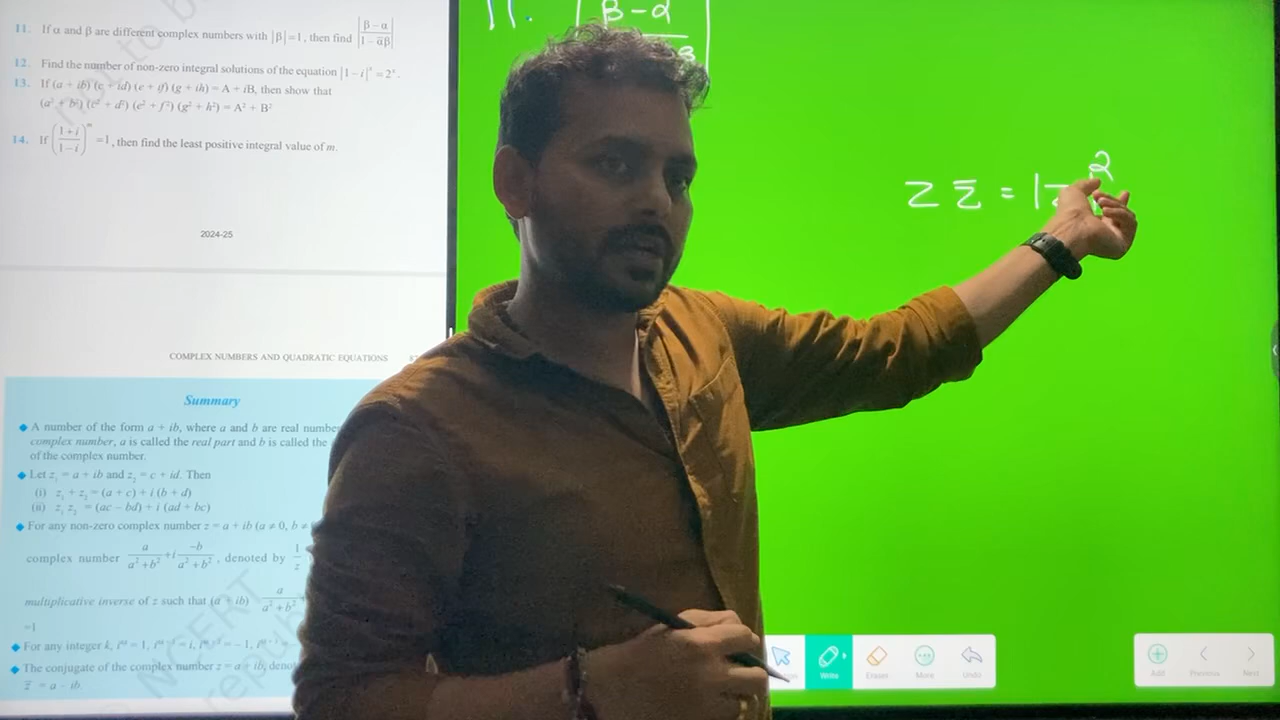 11. If α and β are different complex numbers with |β| = 1, then find |β – α / 1 – ᾱβ|
12. Find the number of non-zero integral solutions of the equation |1 – i|ˣ = 2ˣ.
13. If (a + ib) (c + id) (e + if) (g + ih) = A + iB, then show that
(a² + b²) (c² + d²) (e² + f²) (g² + h²) = A² + B²
14. If (1 + i / 1 – i)ᵐ = 1, then find the least positive integral value of m.
2024-25
COMPLEX NUMBERS AND QUADRATIC EQUATIONS
Summary
◆ A number of the form a + ib, where a and b are real
complex number, a is called the real part and b is called the
of the complex number.
◆ Let z₁ = a + ib and z₂ = c + id. Then
(i) z₁ + z₂ = (a + c) + i (b + d)
(ii) z₁ z₂ = (ac – bd) + i (ad + bc)
◆ For any non-zero complex number z = a + ib (a ≠ 0, b ≠
complex number a / a² + b² + i –b / a² + b², denoted by 1 / z
multiplicative inverse of z such that (a + ib) a / a² + b²
=1
◆ For any integer k, i⁴ᵏ = 1, i⁴ᵏ⁺¹ = i, i⁴ᵏ⁺² = – 1,
◆ The conjugate of the complex number z = a + ib,
z̄ = a – ib.
NCERT
11. β – α
z z̄ = |z 2
Write
Eraser
More
Undo
Add
Previous
Next